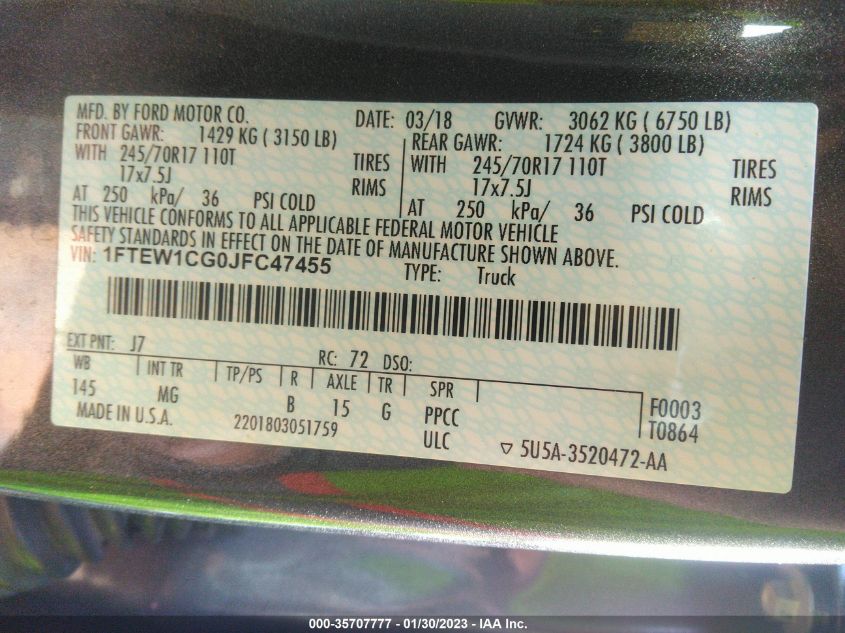 MFD. BY FORD MOTOR CO. DATE: 03/18 GVWR: 3062 KG ( 6750 LB)
FRONT GAWR: 1429 KG ( 3150 LB) REAR GAWR: 1724 KG ( 3800 LB)
WITH 245/70R17 110T TIRES WITH 245/70R17 110T TIRES
17x7.5J RIMS 17x7.5J RIMS
AT 250 kPa/ 36 PSI COLD AT 250 kPa/ 36 PSI COLD
THIS VEHICLE CONFORMS TO ALL APPLICABLE FEDERAL MOTOR VEHICLE
SAFETY STANDARDS IN EFFECT ON THE DATE OF MANUFACTURE SHOWN ABOVE.
VIN: 1FTEW1CG0JFC47455 TYPE: Truck
EXT PNT: J7 RC: 72 DSO:
WB INT TR TP/PS R AXLE TR SPR
145 MG B 15 G PPCC F0003
MADE IN U.S.A. 2201803051759 ULC T0864
▽ 5U5A-3520472-AA
000-35707777 - 01/30/2023 - IAA Inc.